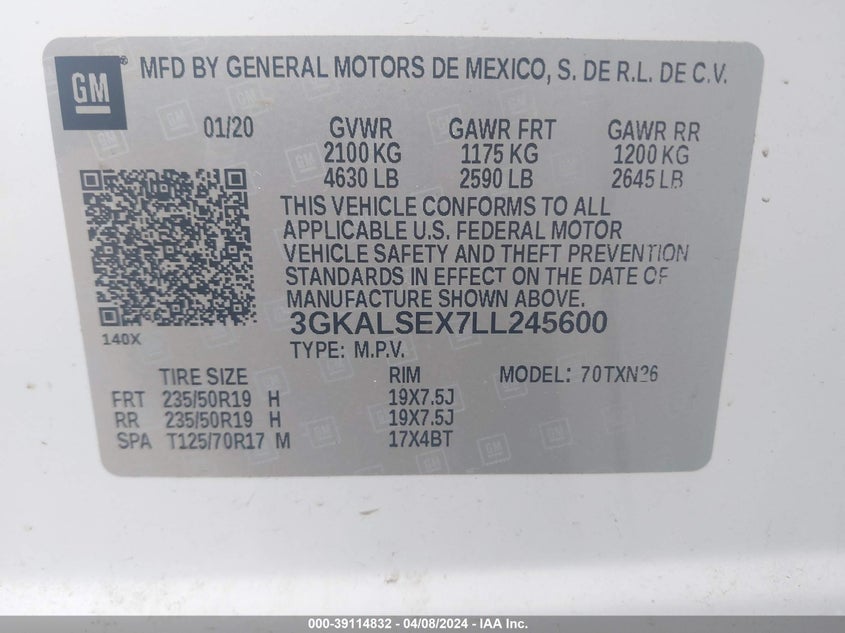 GM ® MFD BY GENERAL MOTORS DE MEXICO, S. DE R.L. DE C.V.
01/20 GVWR GAWR FRT GAWR RR
2100 KG 1175 KG 1200 KG
4630 LB 2590 LB 2645 LB
THIS VEHICLE CONFORMS TO ALL
APPLICABLE U.S. FEDERAL MOTOR
VEHICLE SAFETY AND THEFT PREVENTION
STANDARDS IN EFFECT ON THE DATE OF
MANUFACTURE SHOWN ABOVE.
140X
3GKALSEX7LL245600
TYPE: M.P.V.
TIRE SIZE RIM MODEL: 70TXN26
FRT 235/50R19 H 19X7.5J
RR 235/50R19 H 19X7.5J
SPA T125/70R17 M 17X4BT
000-39114832 - 04/08/2024 - IAA Inc.